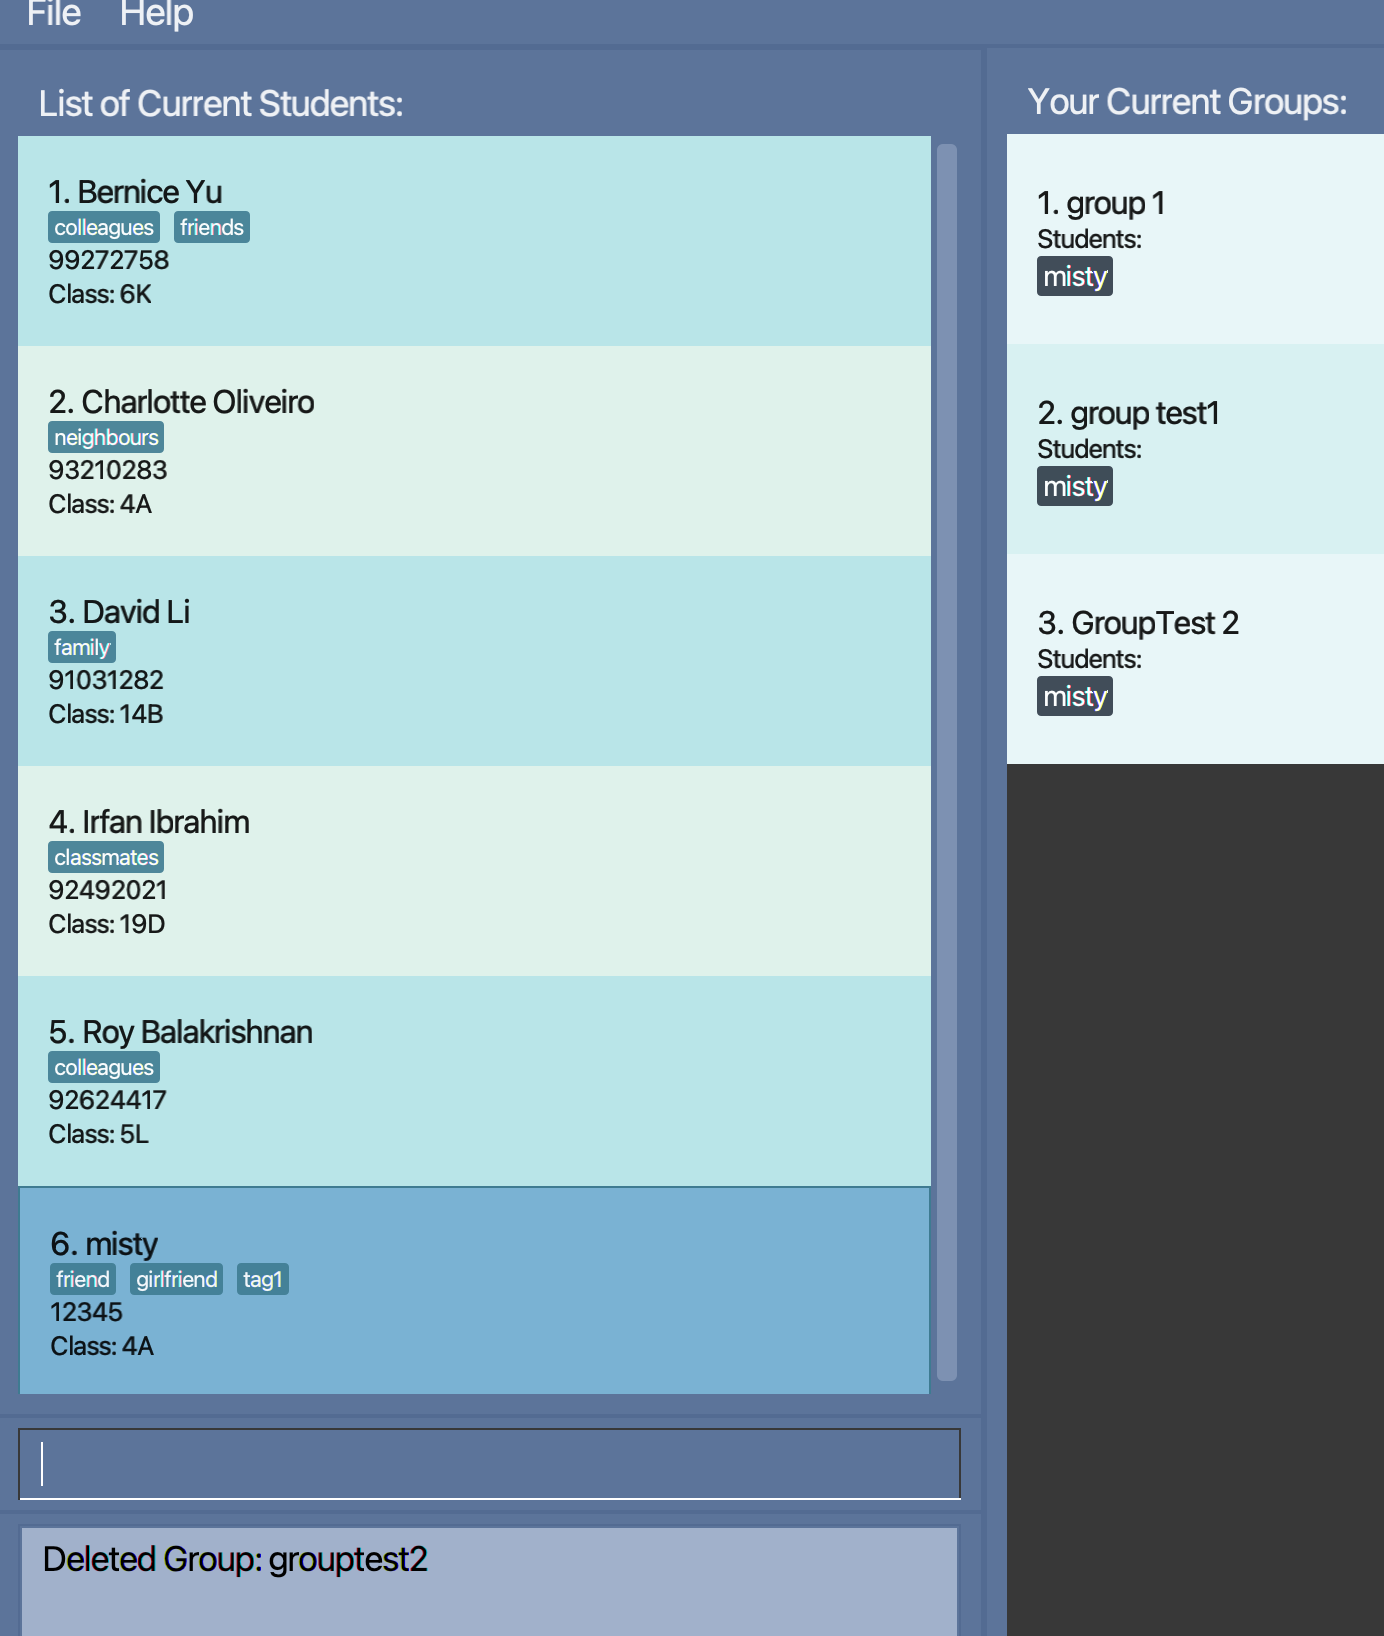 File Help
List of Current Students:
1. Bernice Yu
colleagues friends
99272758
Class: 6K
2. Charlotte Oliveiro
neighbours
93210283
Class: 4A
3. David Li
family
91031282
Class: 14B
4. Irfan Ibrahim
classmates
92492021
Class: 19D
5. Roy Balakrishnan
colleagues
92624417
Class: 5L
6. misty
friend girlfriend tag1
12345
Class: 4A
Deleted Group: grouptest2
Your Current Groups:
1. group 1
Students:
misty
2. group test1
Students:
misty
3. GroupTest 2
Students:
misty